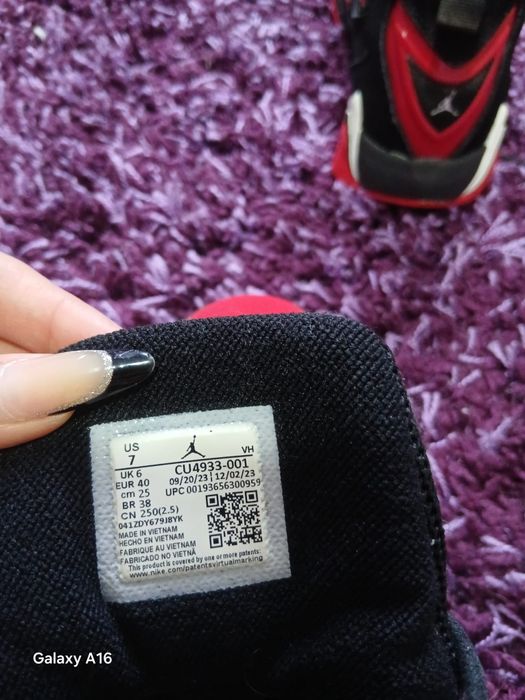 US
7
VH
UK 6
CU4933-001
EUR 40
09/20/23 | 12/02/23
cm 25
UPC 00193656300959
BR 38
CN 250(2.5)
041ZDY679J8YK
MADE IN VIETNAM
HECHO EN VIETNAM
FABRIQUE AU VIETNAM
FABRICADO NO VIETNÃ
This product is covered by one or more patents:
www.nike.com/patentsvirtualmarking
Galaxy A16